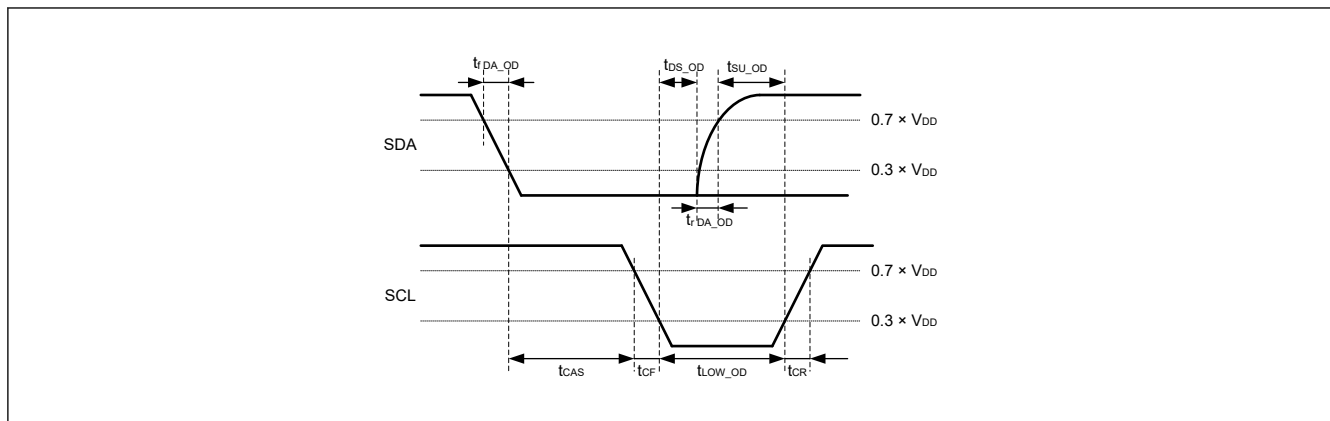 tf DA_OD
tDS_OD
tSU_OD
0.7 × VDD
SDA
0.3 × VDD
tr DA_OD
0.7 × VDD
SCL
0.3 × VDD
tCAS
tCF
tLOW_OD
tCR